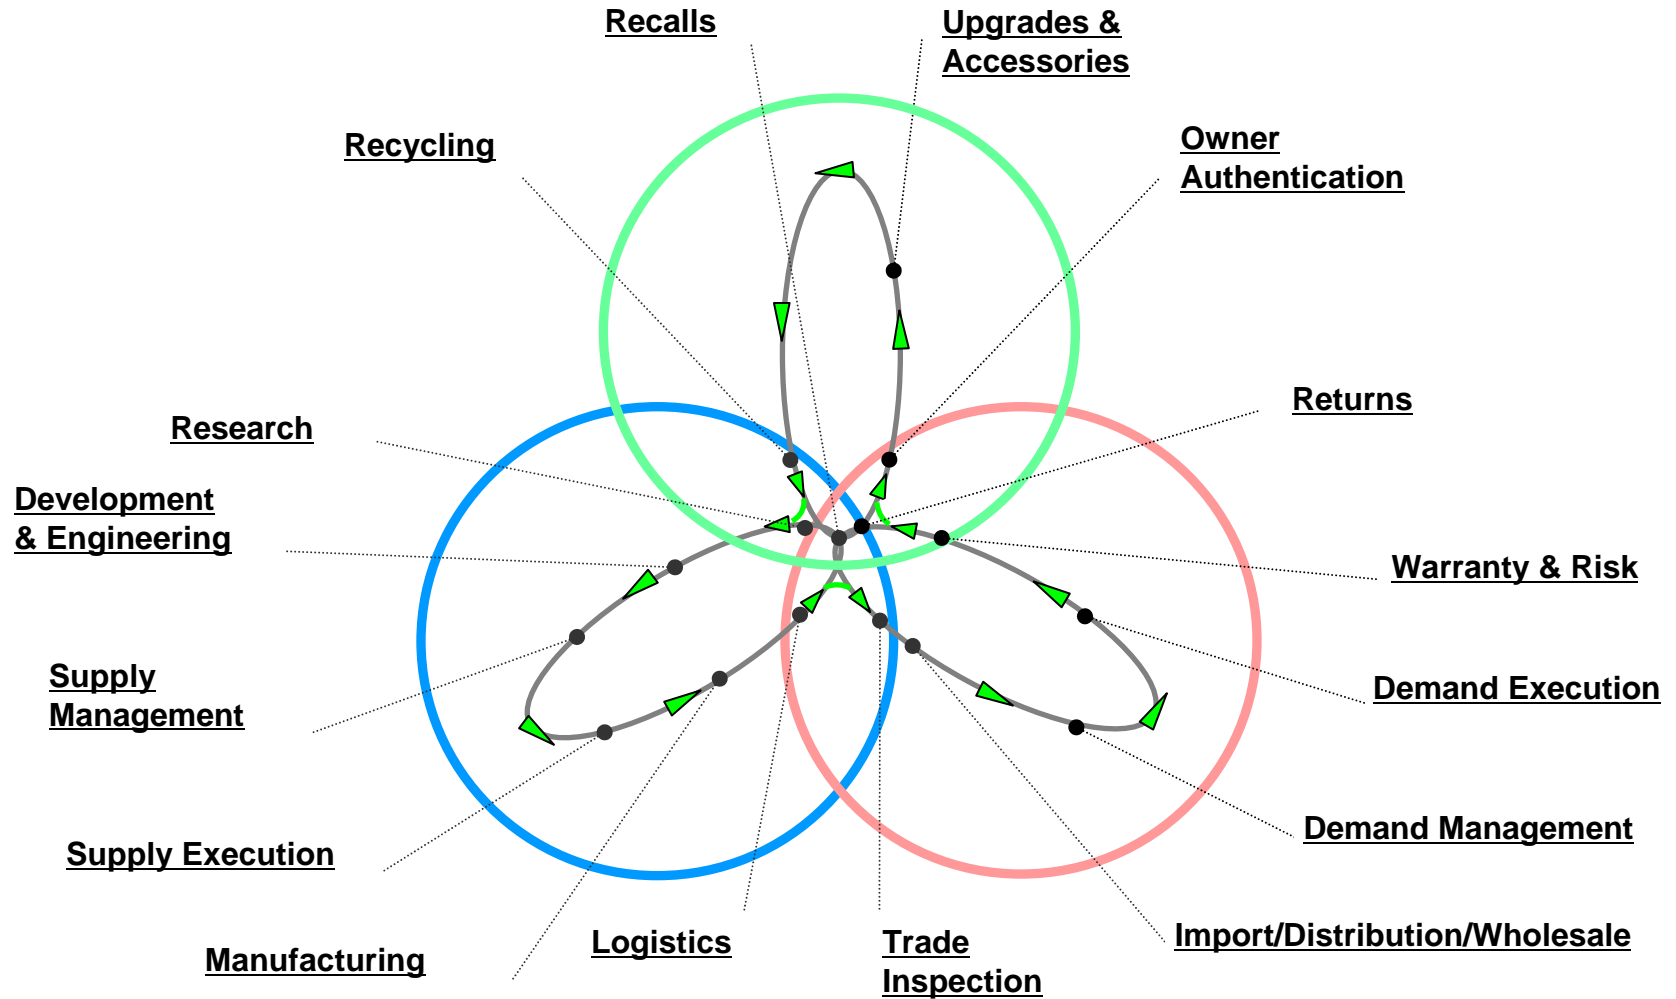 Recalls
Upgrades &
Accessories
Recycling
Owner
Authentication
Returns
Research
Development
& Engineering
Warranty & Risk
Supply
Management
Demand Execution
Demand Management
Supply Execution
Manufacturing
Logistics
Trade
Inspection
Import/Distribution/Wholesale